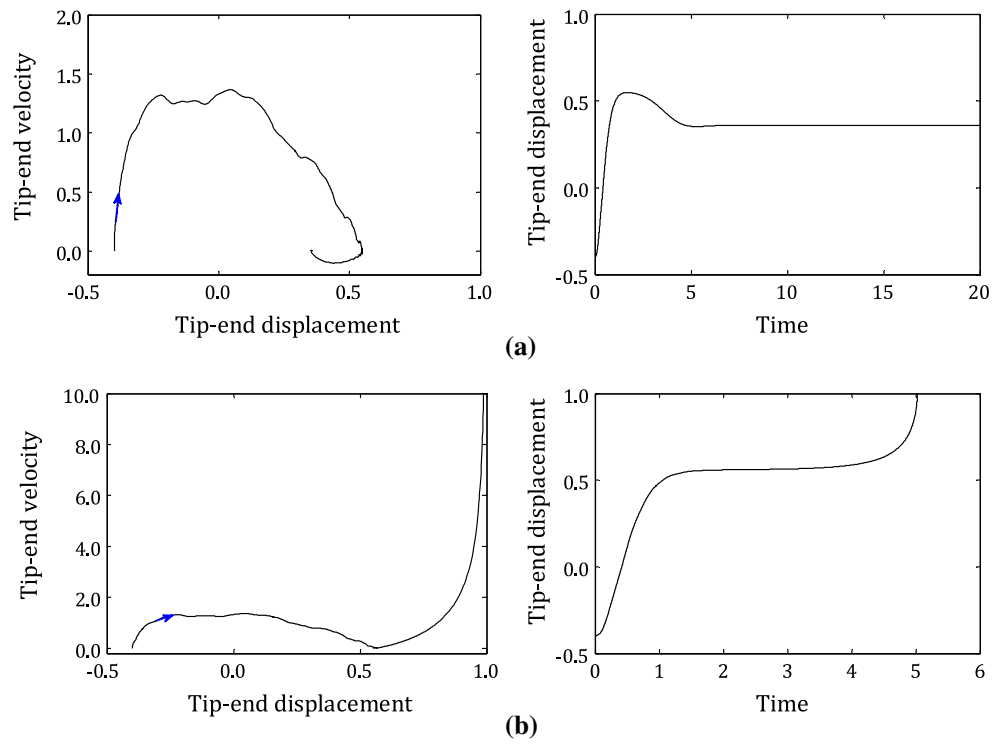 2.0
1.5
1.0
0.5
0.0
Tip-end velocity
-0.5 0.0 0.5 1.0
Tip-end displacement
1.0
0.5
0.0
-0.5
Tip-end displacement
0 5 10 15 20
Time
(a)
10.0
8.0
6.0
4.0
2.0
0.0
Tip-end velocity
-0.5 0.0 0.5 1.0
Tip-end displacement
1.0
0.5
0.0
-0.5
Tip-end displacement
0 1 2 3 4 5 6
Time
(b)